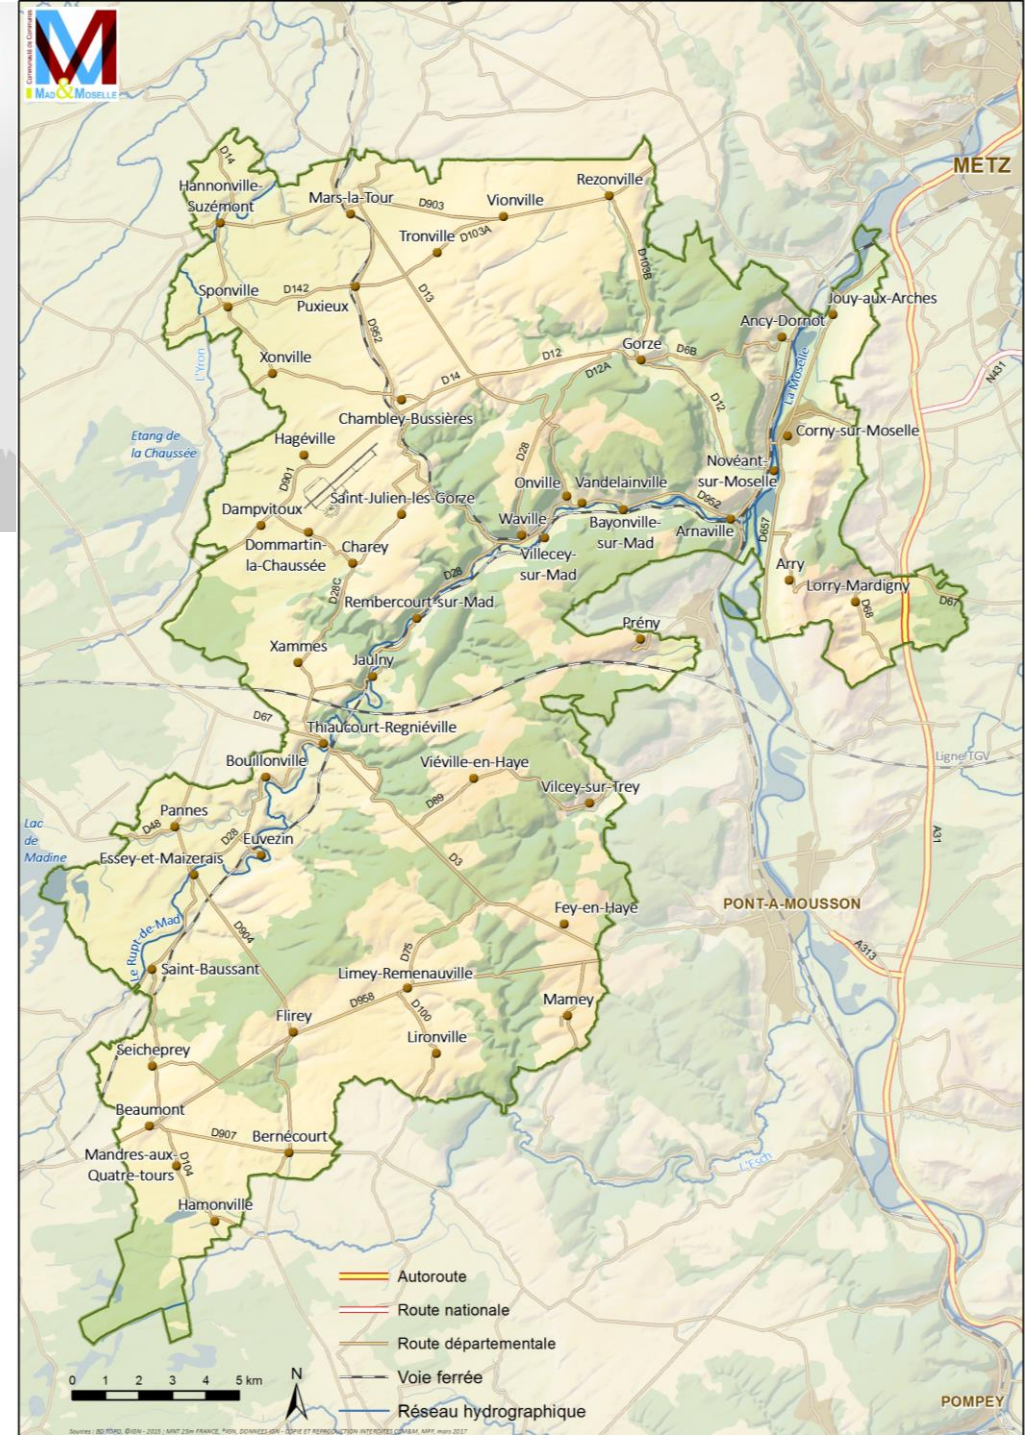 Communauté de Communes
MM
MAD & MOSELLE
METZ
D14
Hannonville-
Suzémont
Mars-la-Tour
D903
Vionville
Rezonville
Tronville
D103A
D103B
Sponville
D142
Puxieux
D13
D952
Jouy-aux-Arches
Ancy-Dornot
Gorze
D6B
Xonville
L'Yron
D14
D12
D12A
D12
La Moselle
N431
Chambley-Bussières
Corny-sur-Moselle
Etang de
la Chaussée
Hagéville
D28
Novéant-
sur-Moselle
D901
Onville
Vandelainville
Saint-Julien-lès-Gorze
D952
Dampvitoux
Waville
Bayonville-
sur-Mad
Arnaville
D657
Dommartin-
la-Chaussée
Charey
Villecey-
sur-Mad
D28
Arry
Lorry-Mardigny
D28C
Rembercourt-sur-Mad
D68
D67
Prény
Xammes
Jaulny
D67
Thiaucourt-Regniéville
Bouillonville
Viéville-en-Haye
Ligne TGV
Vilcey-sur-Trey
Pannes
D89
D48
D28
Euvezin
Lac
de
Madine
Essey-et-Maizerais
D3
A31
PONT-A-MOUSSON
Fey-en-Haye
Le Rupt-de-Mad
D904
D75
A313
Saint-Baussant
Limey-Remenauville
D958
D100
Mamey
Flirey
Lironville
Seicheprey
Beaumont
D907
Bernécourt
Mandres-aux-
Quatre-tours
D104
L'Esch
Hamonville
Autoroute
Route nationale
Route départementale
Voie ferrée
Réseau hydrographique
0 1 2 3 4 5 km
N
POMPEY